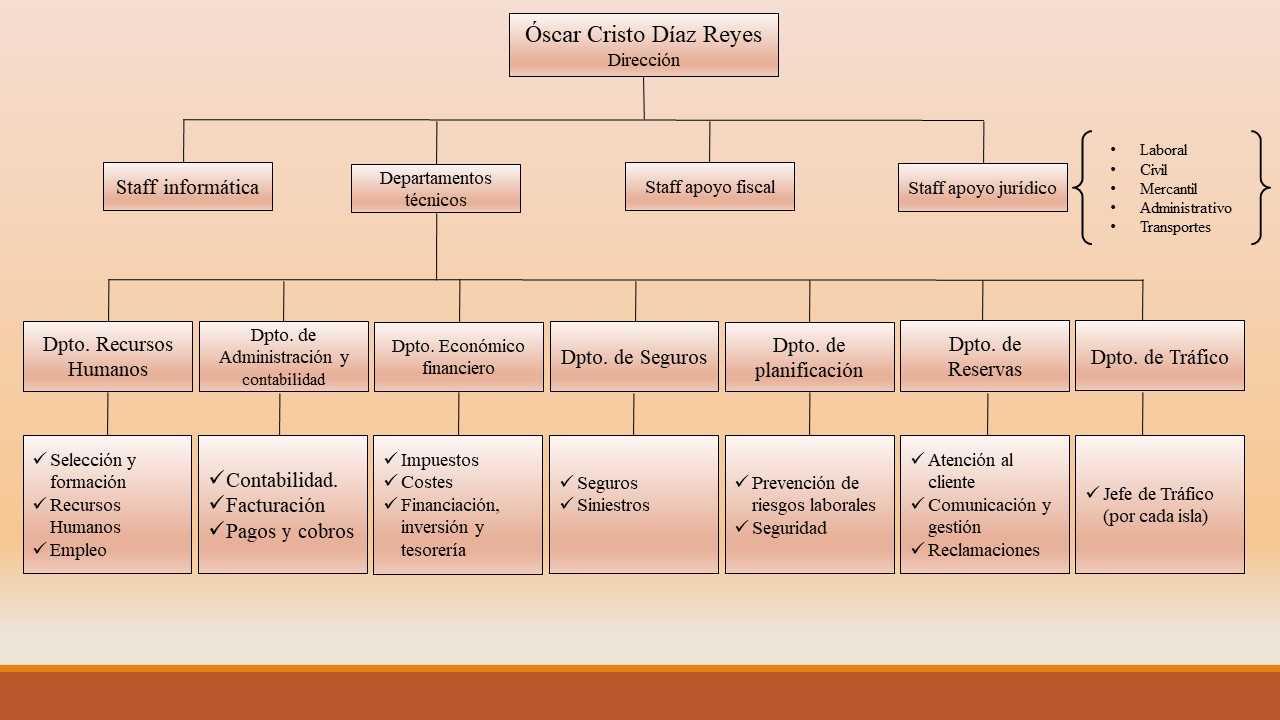 Óscar Cristo Díaz Reyes
Dirección
Staff informática
Departamentos
técnicos
Staff apoyo fiscal
Staff apoyo jurídico
• Laboral
• Civil
• Mercantil
• Administrativo
• Transportes
Dpto. Recursos
Humanos
Dpto. de
Administración y
contabilidad
Dpto. Económico
financiero
Dpto. de Seguros
Dpto. de
planificación
Dpto. de
Reservas
Dpto. de Tráfico
✓ Selección y
formación
✓ Recursos
Humanos
✓ Empleo
✓ Contabilidad.
✓ Facturación
✓ Pagos y cobros
✓ Impuestos
✓ Costes
✓ Financiación,
inversión y
tesorería
✓ Seguros
✓ Siniestros
✓ Prevención de
riesgos laborales
✓ Seguridad
✓ Atención al
cliente
✓ Comunicación y
gestión
✓ Reclamaciones
✓ Jefe de Tráfico
(por cada isla)